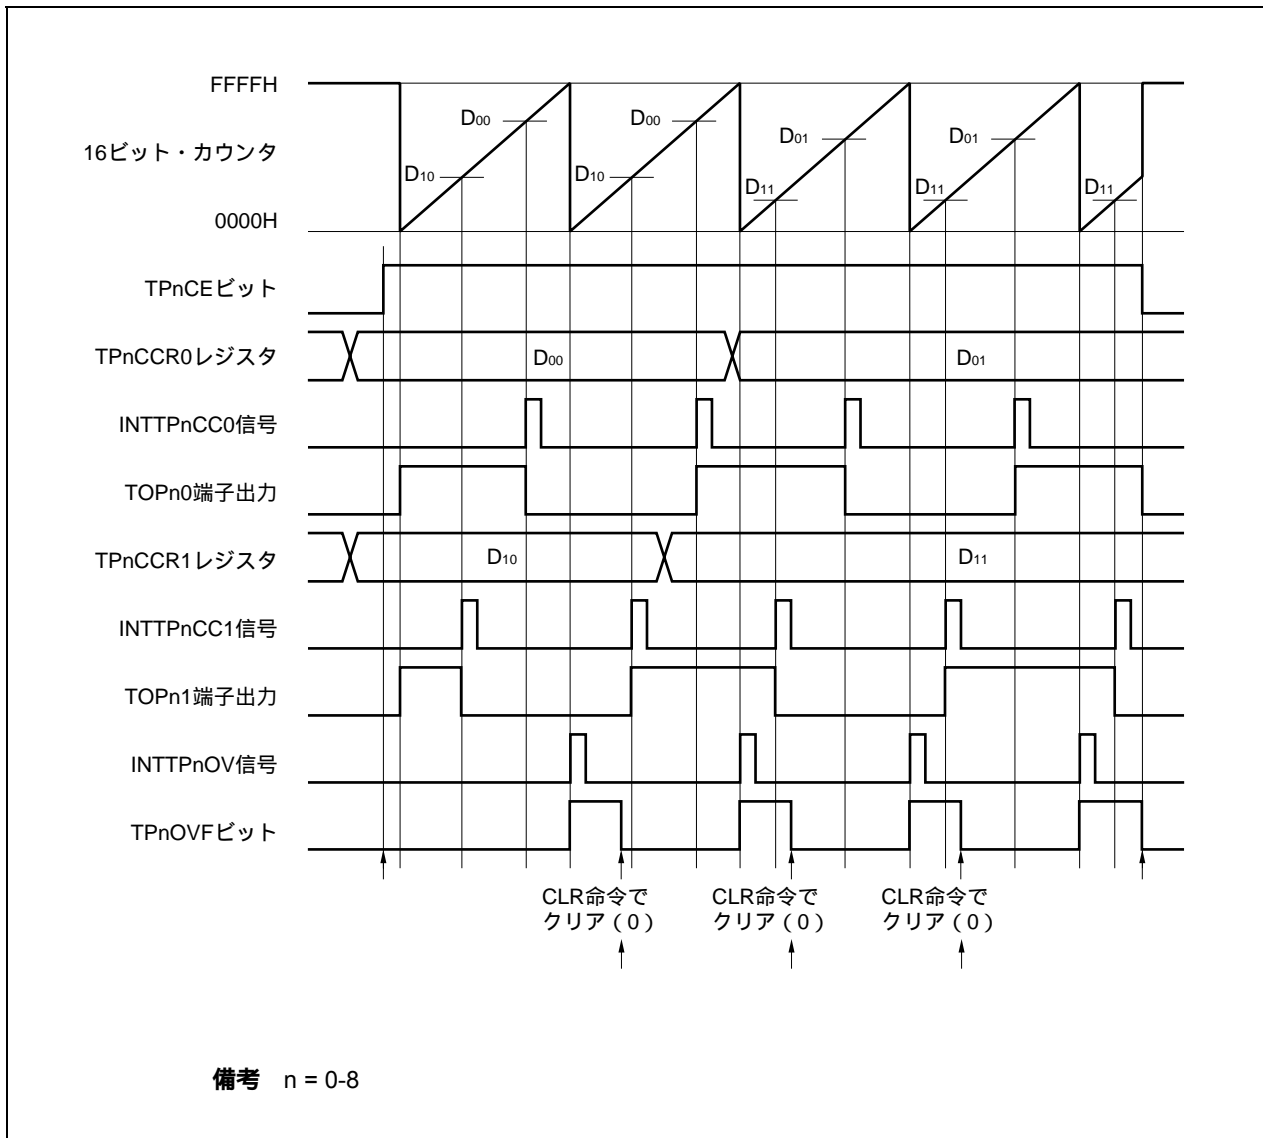 FFFFH
D00
D00
D01
D01
16ビット・カウンタ
D10
D10
D11
D11
D11
0000H
TPnCEビット
TPnCCR0レジスタ
D00
D01
INTTPnCC0信号
TOPn0端子出力
TPnCCR1レジスタ
D10
D11
INTTPnCC1信号
TOPn1端子出力
INTTPnOV信号
TPnOVFビット
CLR命令で
クリア（0）
CLR命令で
クリア（0）
CLR命令で
クリア（0）
備考 n = 0-8